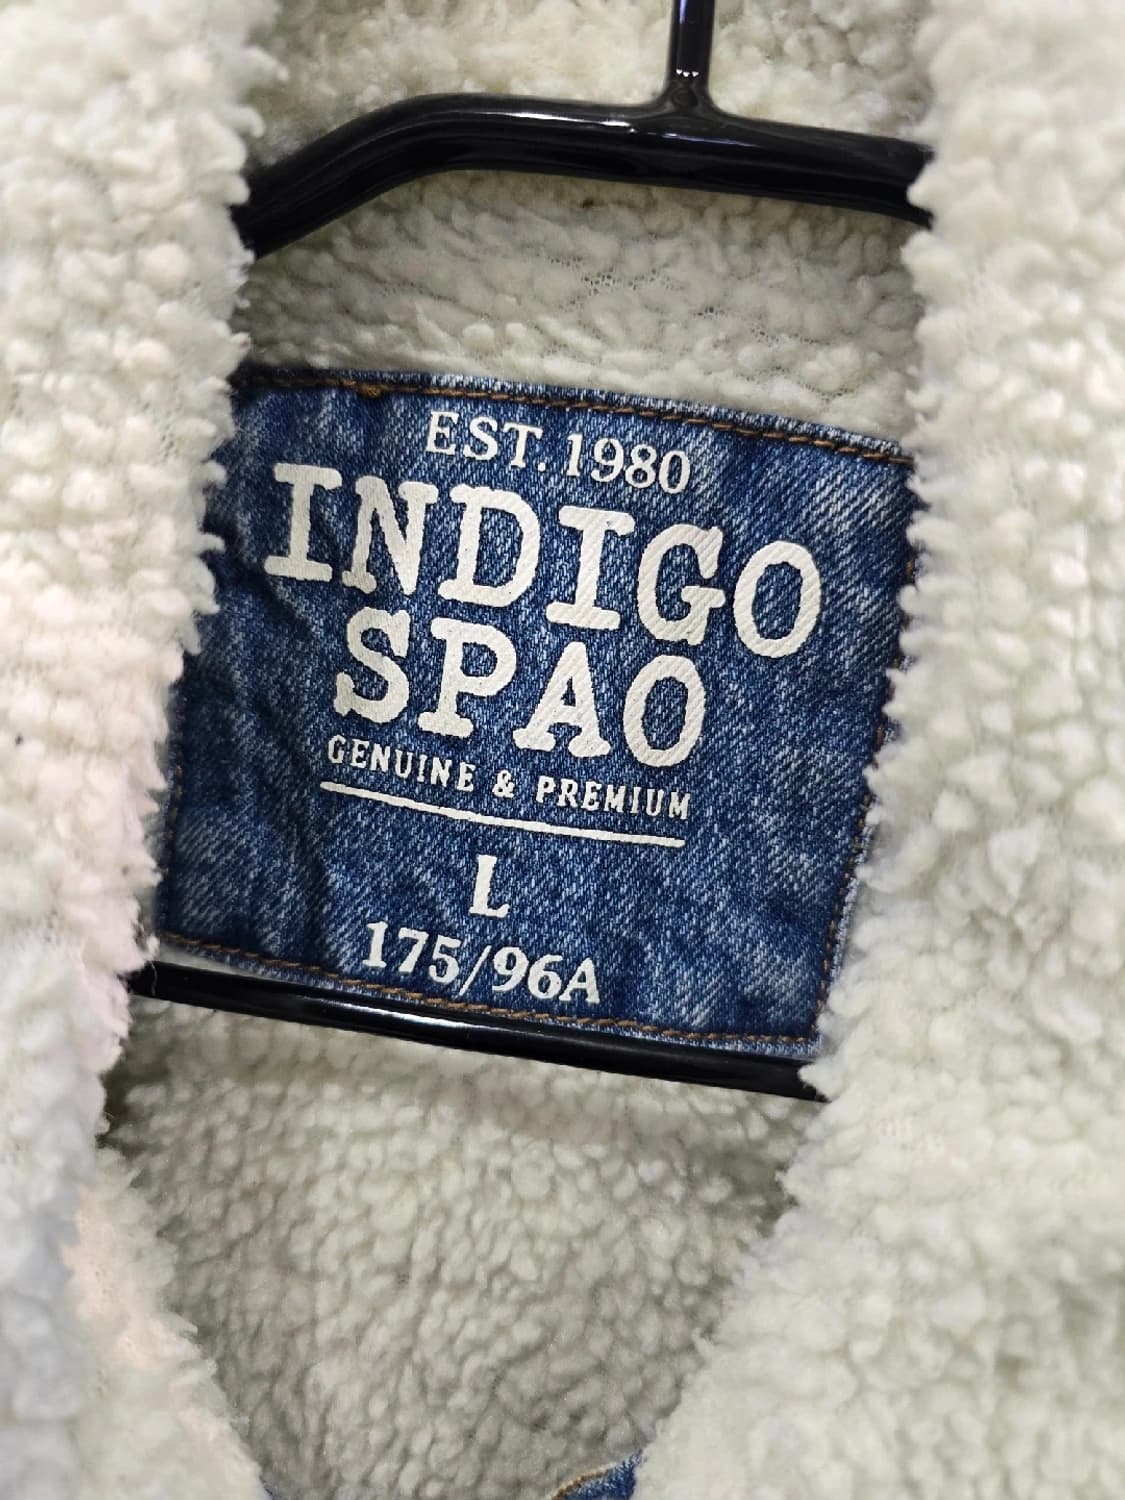 EST. 1980
INDIGO
SPAO
GENUINE & PREMIUM
L
175/96A